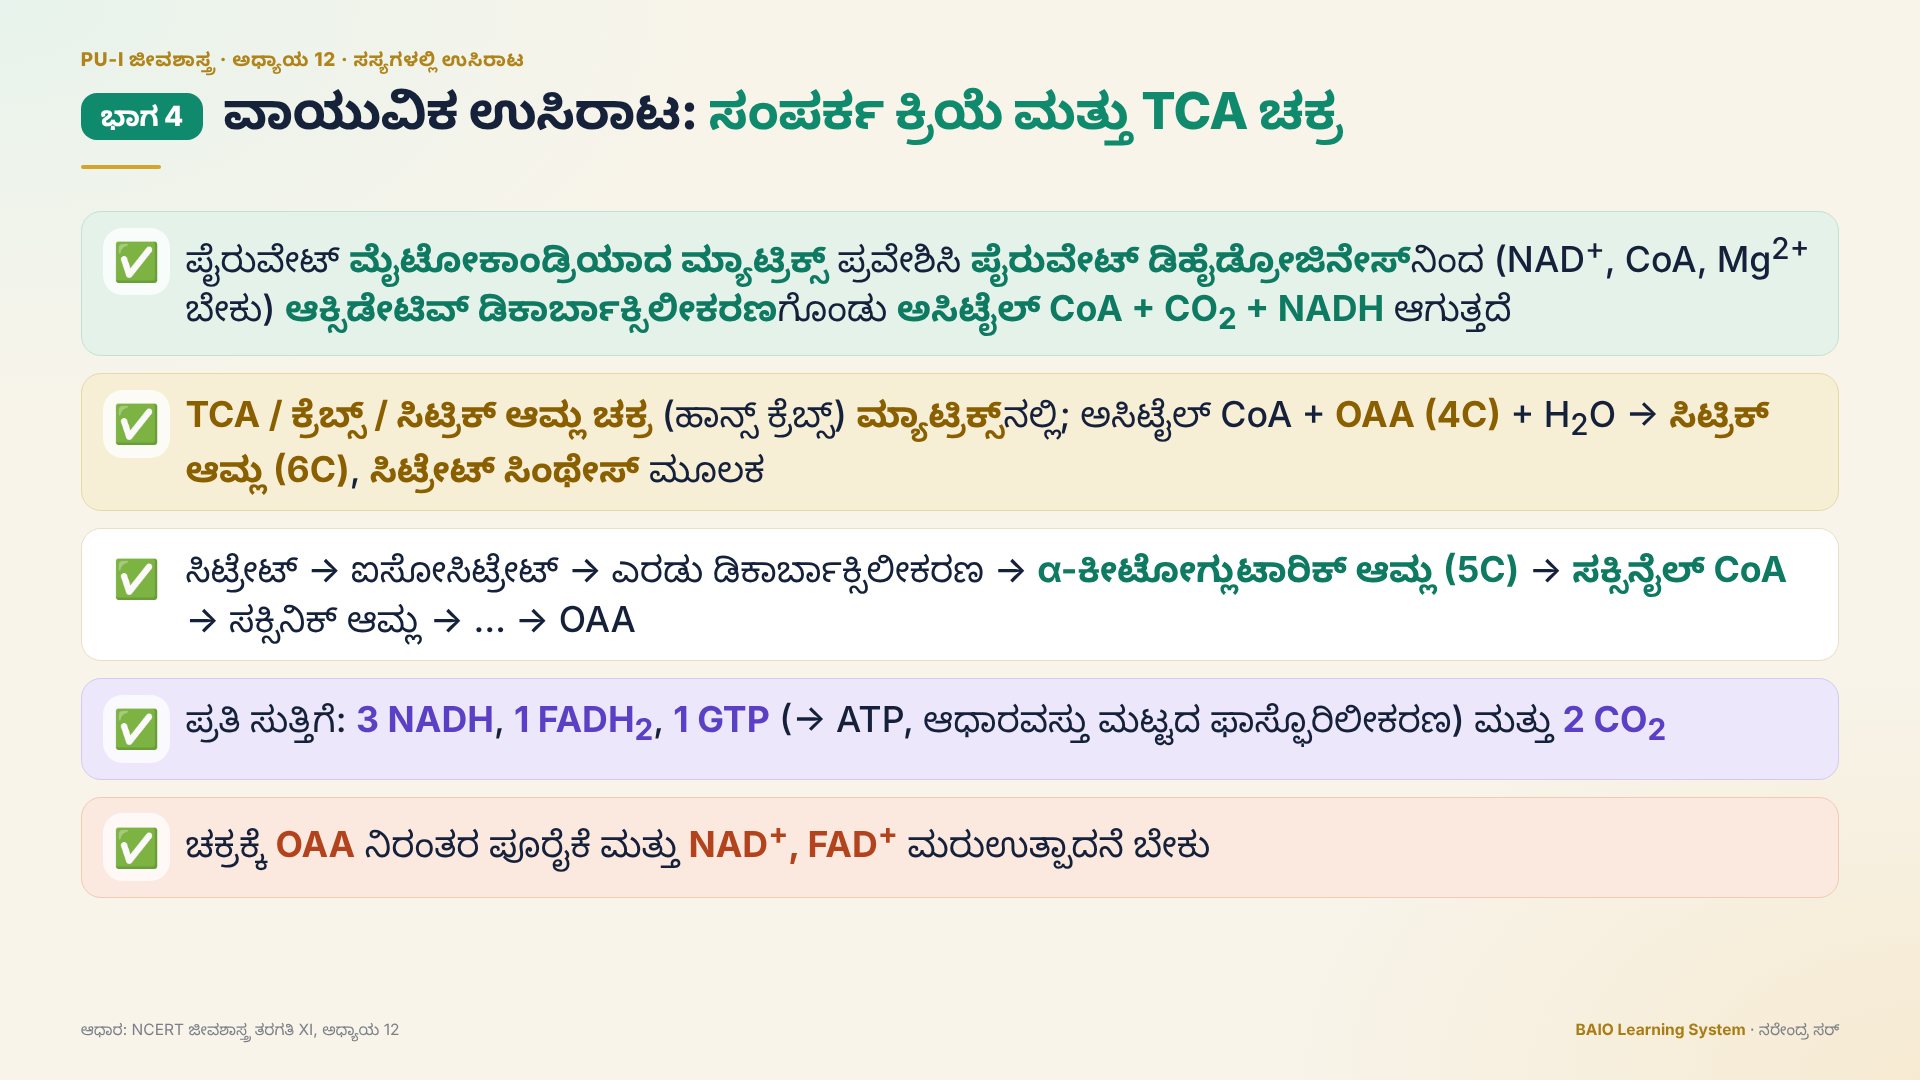 PU-I ಜೀವಶಾಸ್ತ್ರ · ಅಧ್ಯಾಯ 12 · ಸಸ್ಯಗಳಲ್ಲಿ ಉಸಿರಾಟ
ಭಾಗ 4 ವಾಯುವಿಕ ಉಸಿರಾಟ: ಸಂಪರ್ಕ ಕ್ರಿಯೆ ಮತ್ತು TCA ಚಕ್ರ
✅ ಪೈರುವೇಟ್ ಮೈಟೋಕಾಂಡ್ರಿಯಾದ ಮ್ಯಾಟ್ರಿಕ್ಸ್ ಪ್ರವೇಶಿಸಿ ಪೈರುವೇಟ್ ಡಿಹೈಡ್ರೋಜಿನೇಸ್‌ನಿಂದ (NAD⁺, CoA, Mg²⁺
ಬೇಕು) ಆಕ್ಸಿಡೇಟಿವ್ ಡಿಕಾರ್ಬಾಕ್ಸಿಲೀಕರಣಗೊಂಡು ಅಸಿಟೈಲ್ CoA + CO₂ + NADH ಆಗುತ್ತದೆ
✅ TCA / ಕ್ರೆಬ್ಸ್ / ಸಿಟ್ರಿಕ್ ಆಮ್ಲ ಚಕ್ರ (ಹಾನ್ಸ್ ಕ್ರೆಬ್ಸ್) ಮ್ಯಾಟ್ರಿಕ್ಸ್‌ನಲ್ಲಿ; ಅಸಿಟೈಲ್ CoA + OAA (4C) + H₂O → ಸಿಟ್ರಿಕ್
ಆಮ್ಲ (6C), ಸಿಟ್ರೇಟ್ ಸಿಂಥೇಸ್ ಮೂಲಕ
✅ ಸಿಟ್ರೇಟ್ → ಐಸೋಸಿಟ್ರೇಟ್ → ಎರಡು ಡಿಕಾರ್ಬಾಕ್ಸಿಲೀಕರಣ → α-ಕೀಟೋಗ್ಲುಟಾರಿಕ್ ಆಮ್ಲ (5C) → ಸಕ್ಸಿನೈಲ್ CoA
→ ಸಕ್ಸಿನಿಕ್ ಆಮ್ಲ → … → OAA
✅ ಪ್ರತಿ ಸುತ್ತಿಗೆ: 3 NADH, 1 FADH₂, 1 GTP (→ ATP, ಆಧಾರವಸ್ತು ಮಟ್ಟದ ಫಾಸ್ಫೊರಿಲೀಕರಣ) ಮತ್ತು 2 CO₂
✅ ಚಕ್ರಕ್ಕೆ OAA ನಿರಂತರ ಪೂರೈಕೆ ಮತ್ತು NAD⁺, FAD⁺ ಮರುಉತ್ಪಾದನೆ ಬೇಕು
ಆಧಾರ: NCERT ಜೀವಶಾಸ್ತ್ರ ತರಗತಿ XI, ಅಧ್ಯಾಯ 12
BAIO Learning System · ನರೇಂದ್ರ ಸರ್